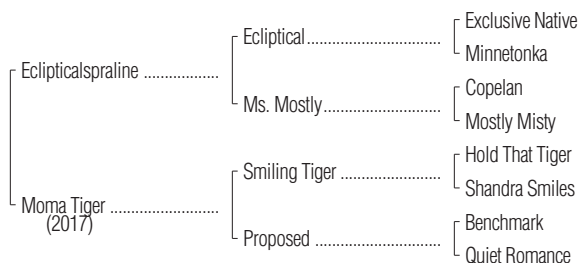 Exclusive Native
Ecliptical
Minnetonka
Eclipticalspraline
Copelan
Ms. Mostly
Mostly Misty
Hold That Tiger
Smiling Tiger
Shandra Smiles
Moma Tiger
(2017)
Benchmark
Proposed
Quiet Romance